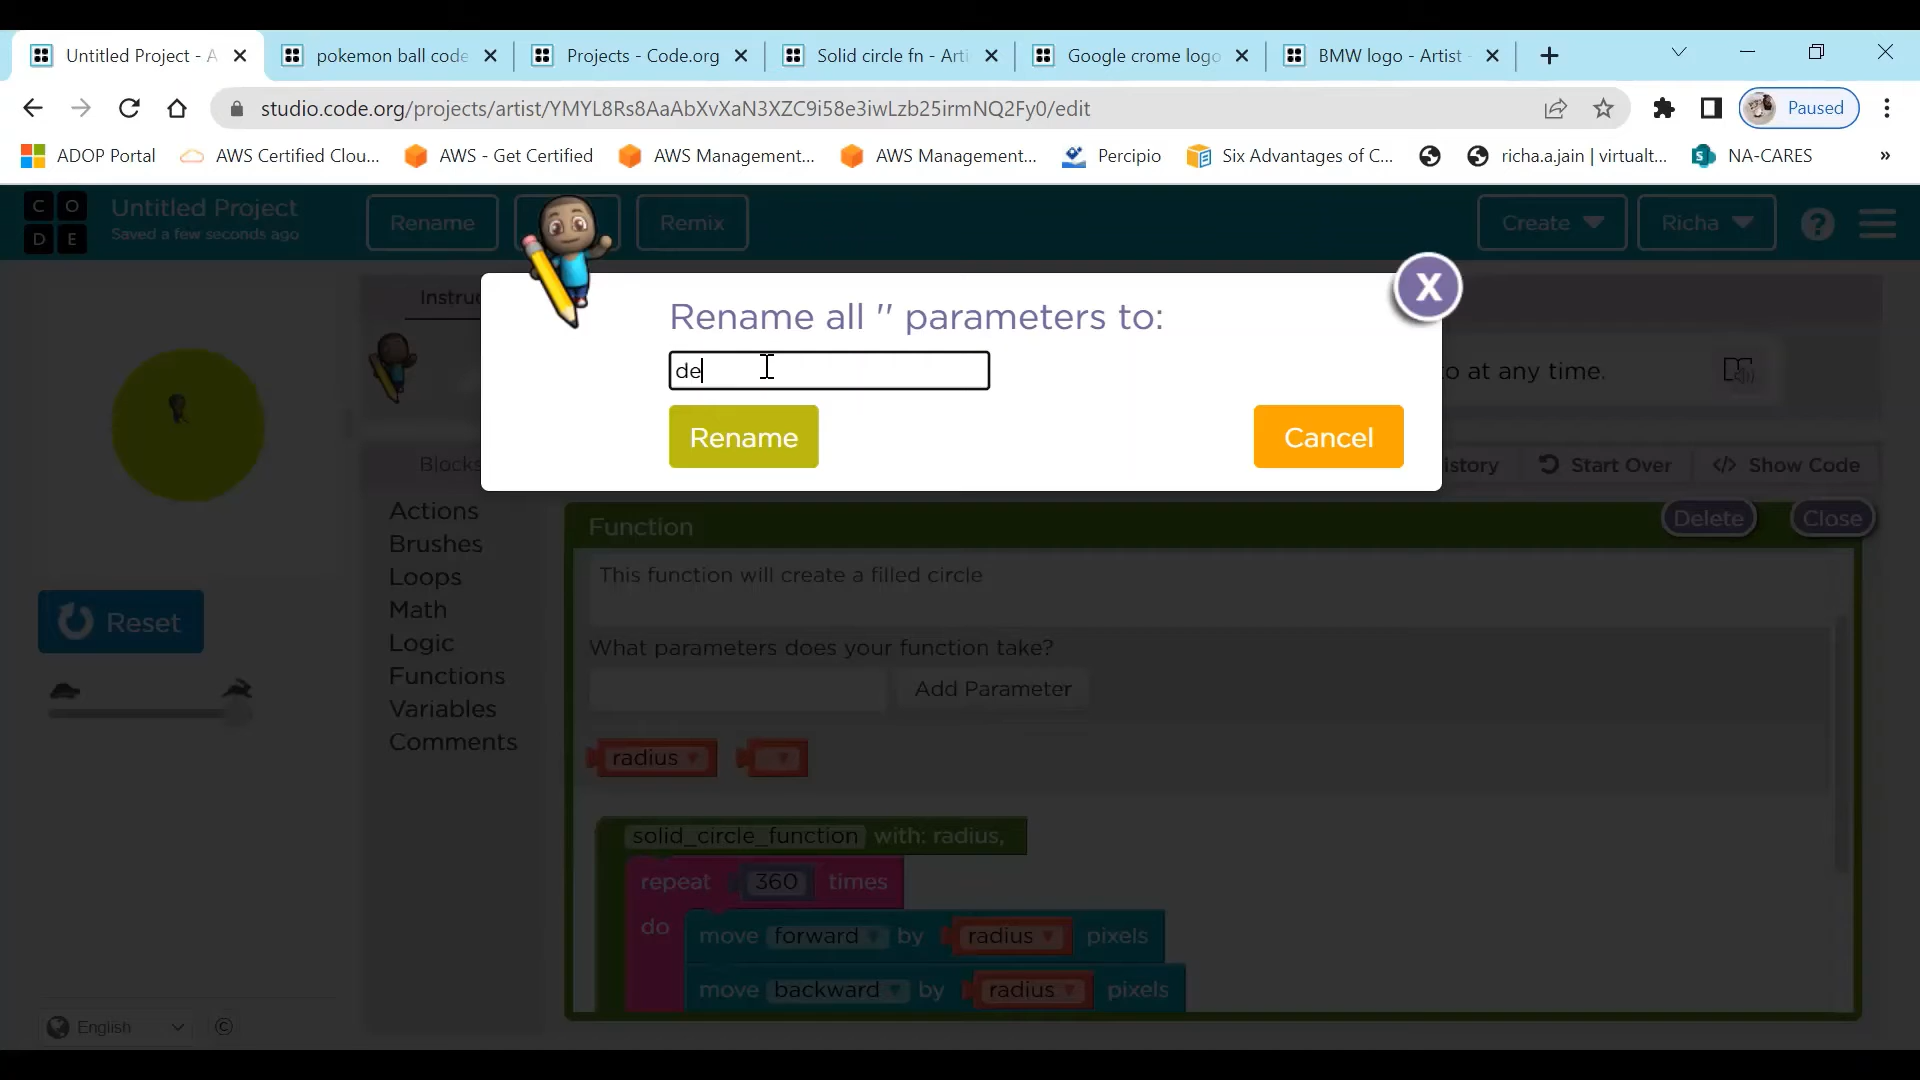 Untitled Project - A
pokemon ball code
Projects - Code.org
Solid circle fn - Arti
Google crome logo
BMW logo - Artist -
studio.code.org/projects/artist/YMYL8Rs8AaAbXvXaN3XZC9i58e3iwLzb25irmNQ2Fy0/edit
Paused
ADOP Portal
AWS Certified Clou...
AWS - Get Certified
AWS Management...
AWS Management...
Percipio
Six Advantages of C...
richa.a.jain | virtualt...
NA-CARES
»
C O
D E
Untitled Project
Saved a few seconds ago
Rename
Remix
Create
Richa
?
Instruc
Rename all '' parameters to:
X
de
o at any time.
Rename
Cancel
Blocks
istory
Start Over
Show Code
Actions
Brushes
Loops
Math
Logic
Functions
Variables
Comments
Function
Delete
Close
This function will create a filled circle
What parameters does your function take?
Add Parameter
Reset
radius
solid_circle_function with: radius,
repeat 360 times
do
move forward by radius pixels
move backward by radius pixels
English
©